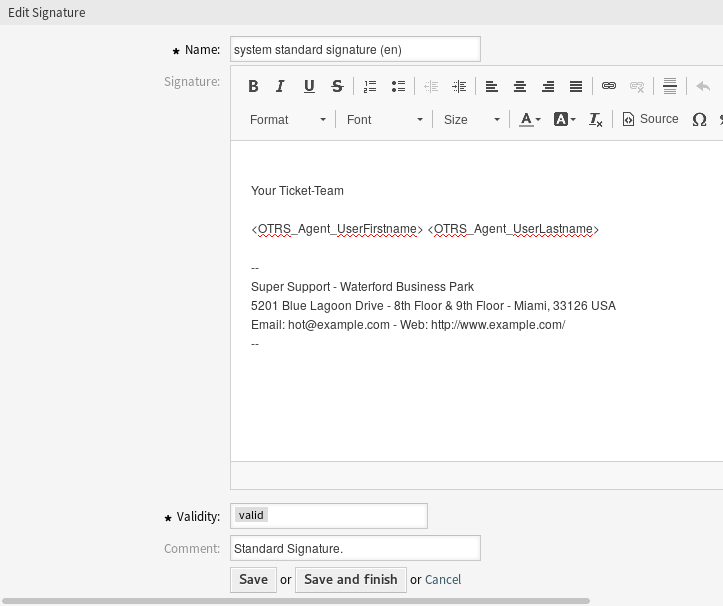 Edit Signature
★ Name: system standard signature (en)
Signature:
B I U S
Format Font Size A A Tx Source Ω
Your Ticket-Team
<OTRS_Agent_UserFirstname> <OTRS_Agent_UserLastname>
--
Super Support - Waterford Business Park
5201 Blue Lagoon Drive - 8th Floor & 9th Floor - Miami, 33126 USA
Email: hot@example.com - Web: http://www.example.com/
--
★ Validity: valid
Comment: Standard Signature.
Save or Save and finish or Cancel